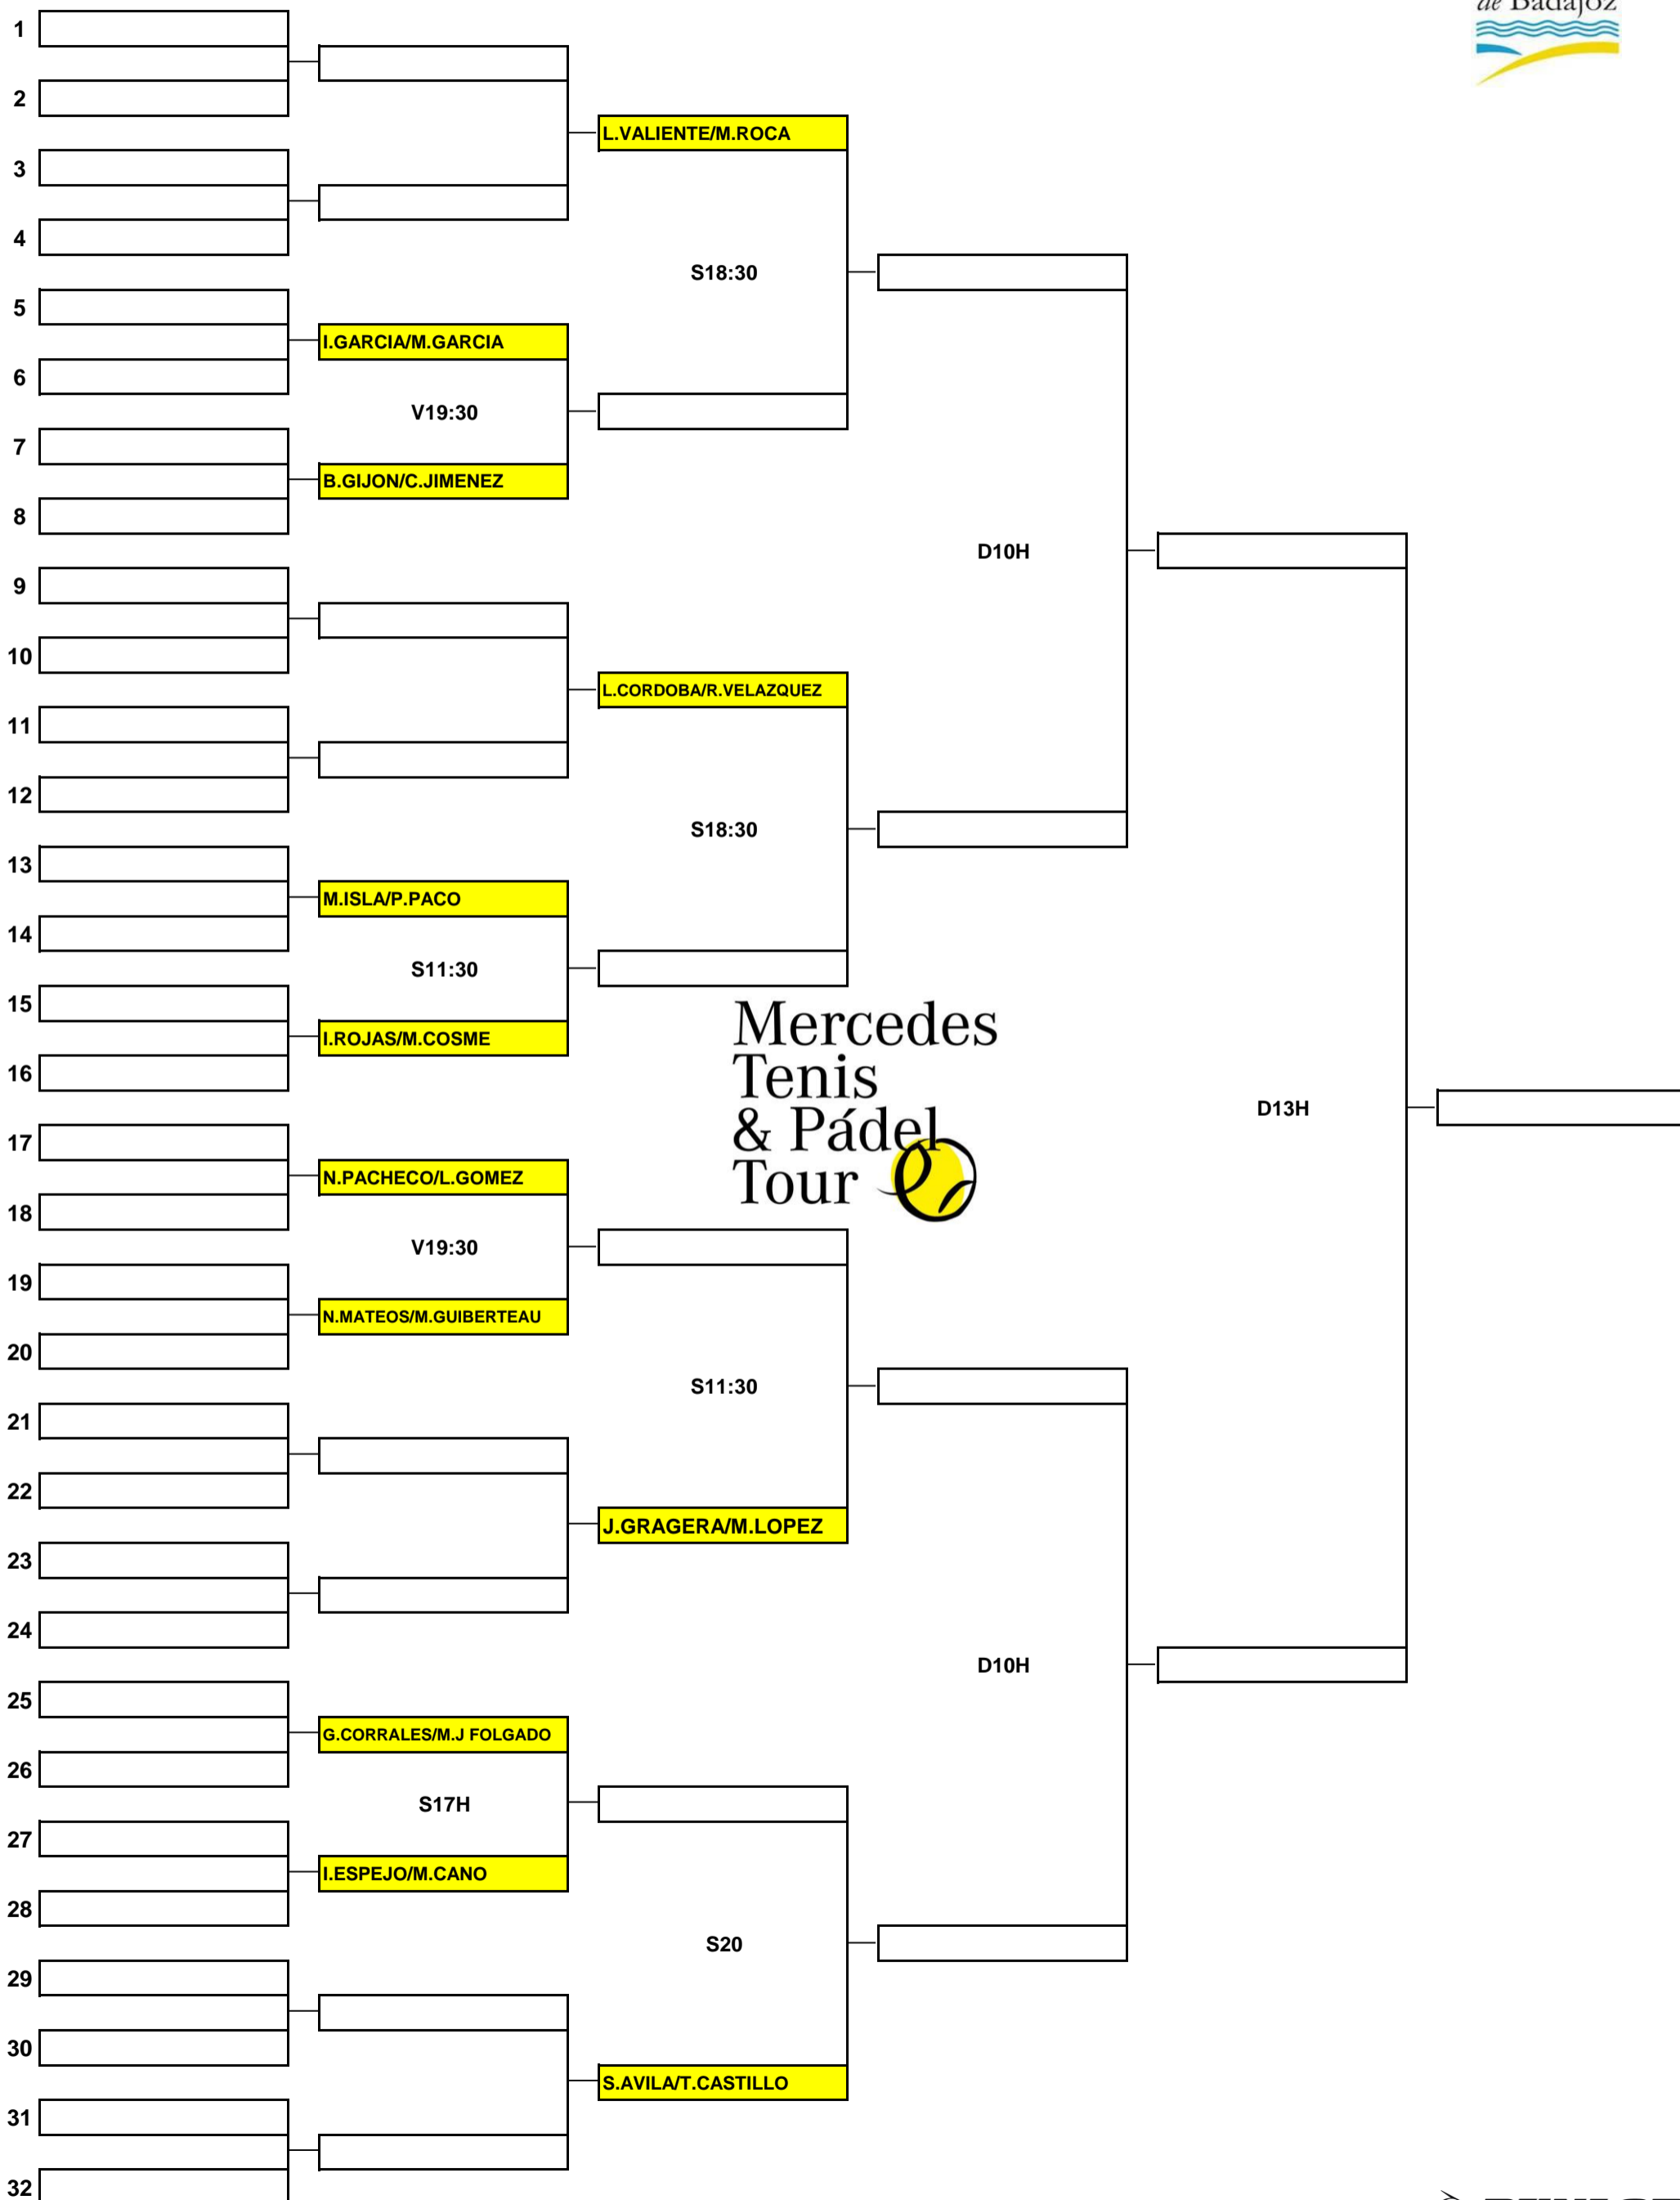 de Badajoz
1
2
L.VALIENTE/M.ROCA
3
4
S18:30
5
I.GARCIA/M.GARCIA
6
V19:30
7
B.GIJON/C.JIMENEZ
8
D10H
9
10
L.CORDOBA/R.VELAZQUEZ
11
12
S18:30
13
M.ISLA/P.PACO
14
S11:30
15
I.ROJAS/M.COSME
16
Mercedes
Tenis
& Pádel
Tour
D13H
17
N.PACHECO/L.GOMEZ
18
V19:30
19
N.MATEOS/M.GUIBERTEAU
20
S11:30
21
22
J.GRAGERA/M.LOPEZ
23
24
D10H
25
G.CORRALES/M.J FOLGADO
26
S17H
27
I.ESPEJO/M.CANO
28
S20
29
30
S.AVILA/T.CASTILLO
31
32